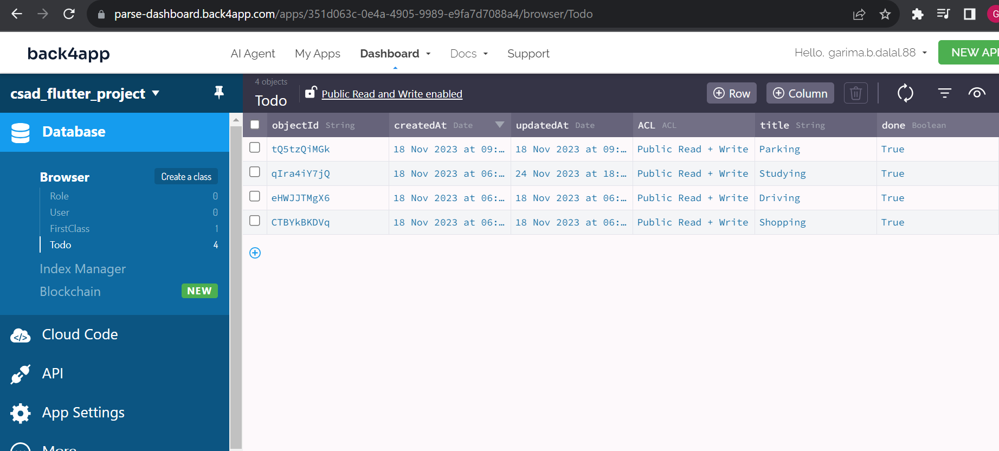 parse-dashboard.back4app.com/apps/351d063c-0e4a-4905-9989-e9fa7d7088a4/browser/Todo
G
back4app
AI Agent My Apps Dashboard Docs Support
Hello, garima.b.dalal.88
NEW AP
csad_flutter_project
4 objects
Todo
Public Read and Write enabled
Row Column
Database
Browser Create a class
Role 0
User 0
FirstClass 1
Todo 4
Index Manager
Blockchain NEW
Cloud Code
API
App Settings
More
objectId String createdAt Date updatedAt Date ACL ACL title String done Boolean
tQ5tzQiMGk 18 Nov 2023 at 09:… 18 Nov 2023 at 09:… Public Read + Write Parking True
qIra4iY7jQ 18 Nov 2023 at 06:… 24 Nov 2023 at 18:… Public Read + Write Studying True
eHWJJTMgX6 18 Nov 2023 at 06:… 18 Nov 2023 at 06:… Public Read + Write Driving True
CTBYkBKDVq 18 Nov 2023 at 06:… 18 Nov 2023 at 06:… Public Read + Write Shopping True